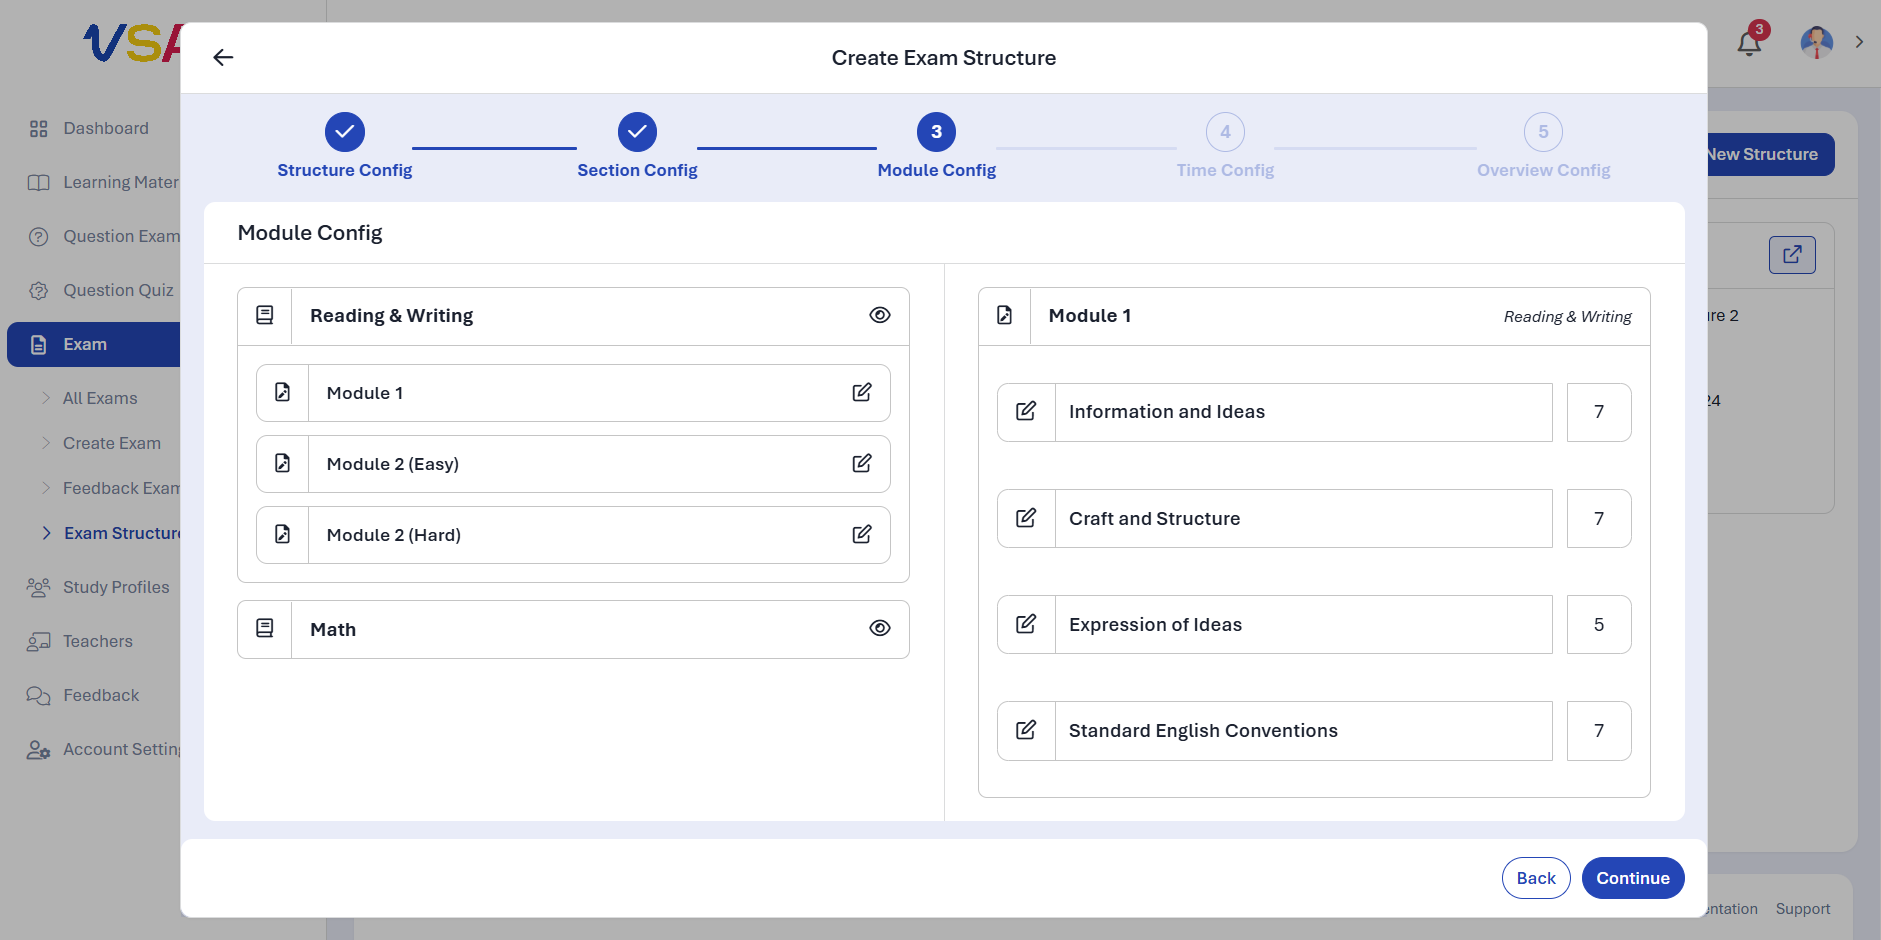 VSA
3
Dashboard
Learning Mater
Question Exam
Question Quiz
Exam
All Exams
Create Exam
Feedback Exam
Exam Structure
Study Profiles
Teachers
Feedback
Account Setting
Create Exam Structure
3
4
5
Structure Config
Section Config
Module Config
Time Config
Overview Config
Module Config
Reading & Writing
Module 1
Module 2 (Easy)
Module 2 (Hard)
Math
Module 1
Reading & Writing
Information and Ideas
7
Craft and Structure
7
Expression of Ideas
5
Standard English Conventions
7
Back
Continue
New Structure
re 2
24
entation
Support